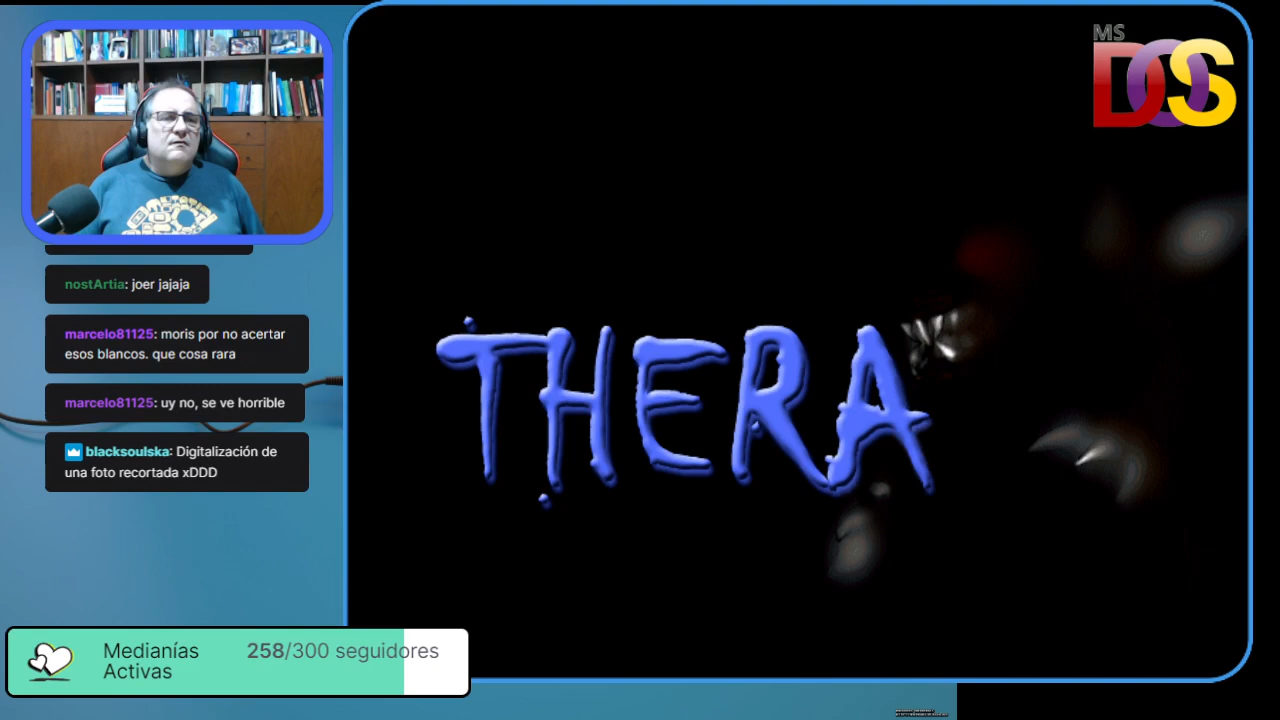 MS
DOS
nostArtia: joer jajaja
marcelo81125: moris por no acertar
esos blancos. que cosa rara
marcelo81125: uy no, se ve horrible
blacksoulska: Digitalización de
una foto recortada xDDD
THERA
Medianías
Activas
258/300 seguidores